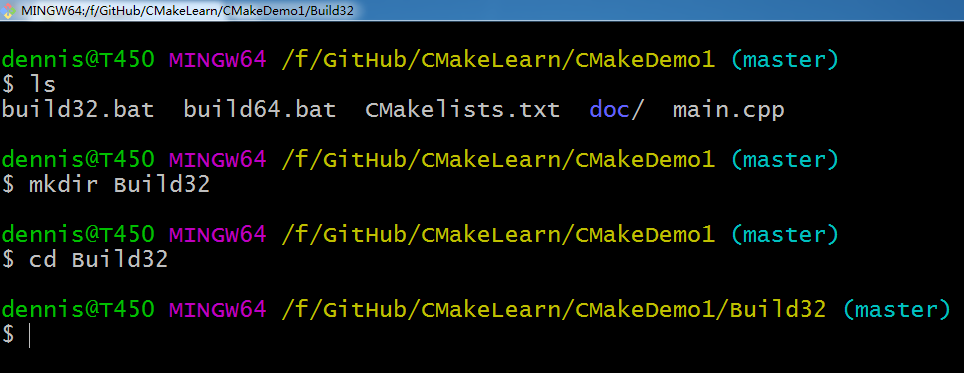 MINGW64:/f/GitHub/CMakeLearn/CMakeDemo1/Build32
dennis@T450 MINGW64 /f/GitHub/CMakeLearn/CMakeDemo1 (master)
$ ls
build32.bat  build64.bat  CMakelists.txt  doc/  main.cpp
dennis@T450 MINGW64 /f/GitHub/CMakeLearn/CMakeDemo1 (master)
$ mkdir Build32
dennis@T450 MINGW64 /f/GitHub/CMakeLearn/CMakeDemo1 (master)
$ cd Build32
dennis@T450 MINGW64 /f/GitHub/CMakeLearn/CMakeDemo1/Build32 (master)
$